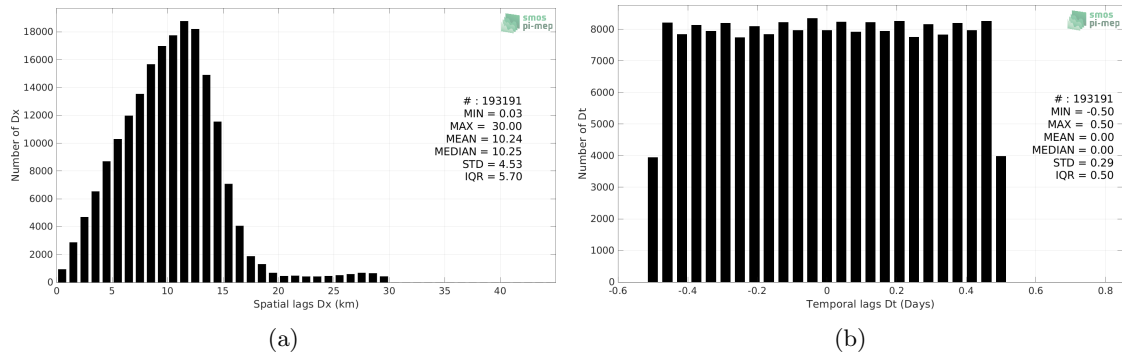 smos
pi-mep
18000
16000
14000
12000
10000
8000
6000
4000
2000
0
Number of Dx
# : 193191
MIN = 0.03
MAX = 30.00
MEAN = 10.24
MEDIAN = 10.25
STD = 4.53
IQR = 5.70
0 5 10 15 20 25 30 35 40
Spatial lags Dx (km)
(a)
smos
pi-mep
8000
7000
6000
5000
4000
3000
2000
1000
0
Number of Dt
# : 193191
MIN = -0.50
MAX = 0.50
MEAN = 0.00
MEDIAN = 0.00
STD = 0.29
IQR = 0.50
-0.6 -0.4 -0.2 0 0.2 0.4 0.6 0.8
Temporal lags Dt (Days)
(b)